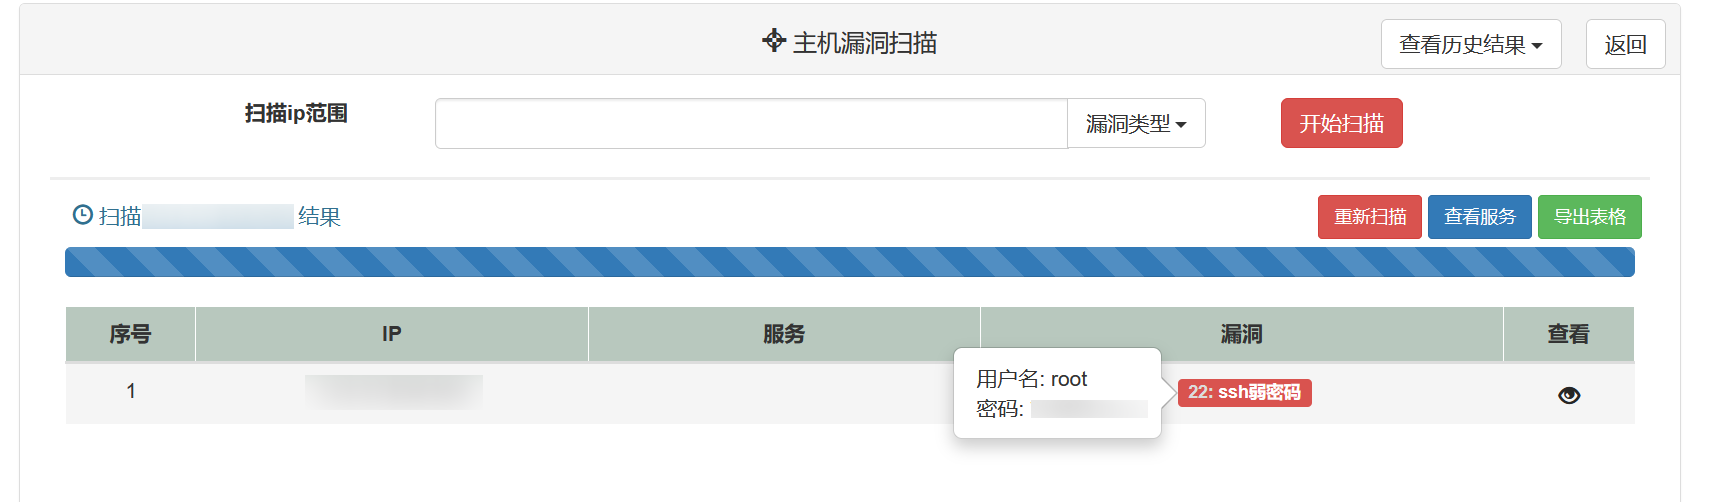 主机漏洞扫描
查看历史结果
返回
扫描ip范围
漏洞类型
开始扫描
扫描 结果
重新扫描
查看服务
导出表格
序号 IP 服务 漏洞 查看
1
用户名: root
密码:
22: ssh弱密码